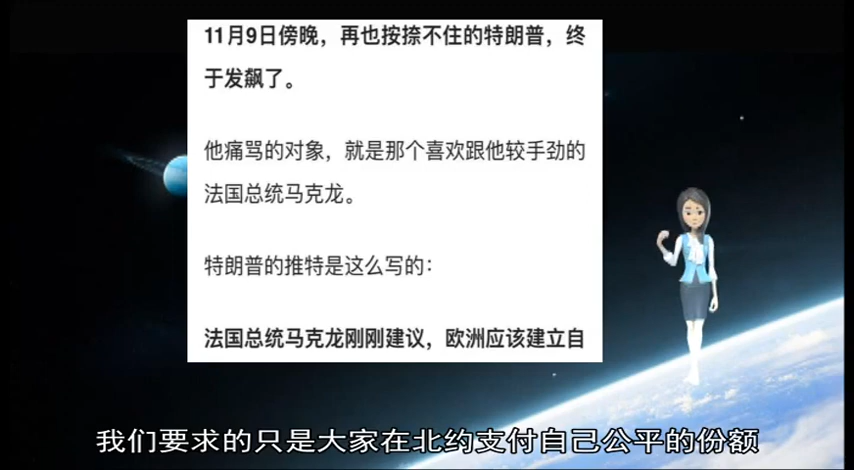 11月9日傍晚，再也按捺不住的特朗普，终
于发飙了。
他痛骂的对象，就是那个喜欢跟他较手劲的
法国总统马克龙。
特朗普的推特是这么写的：
法国总统马克龙刚刚建议，欧洲应该建立自
我们要求的只是大家在北约支付自己公平的份额